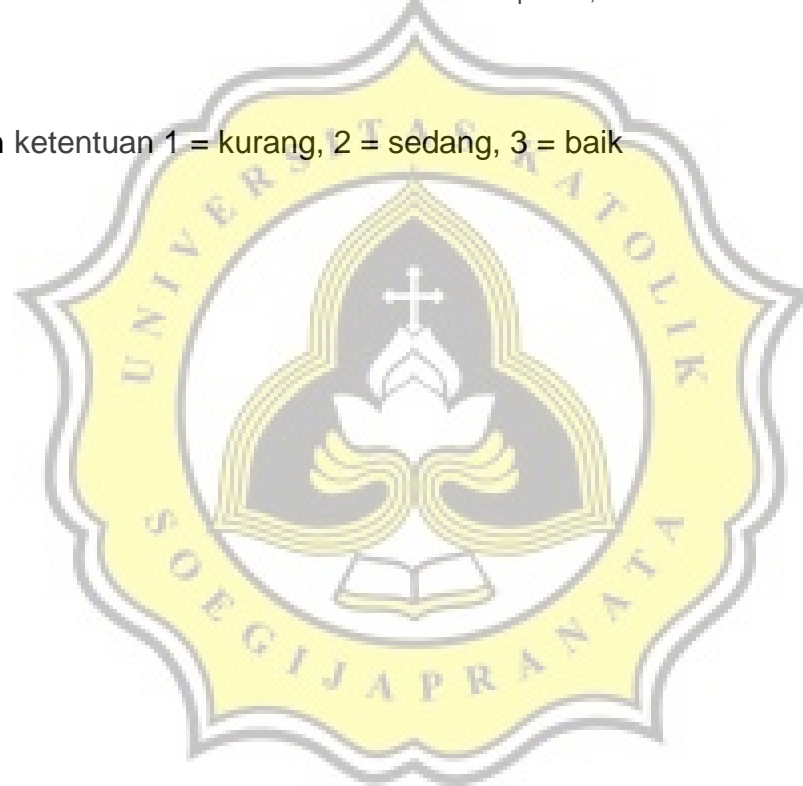 ketentuan 1 = kurang, 2 = sedang, 3 = baik
UNIVERSITAS KATOLIK
SOEGIJAPRANATA